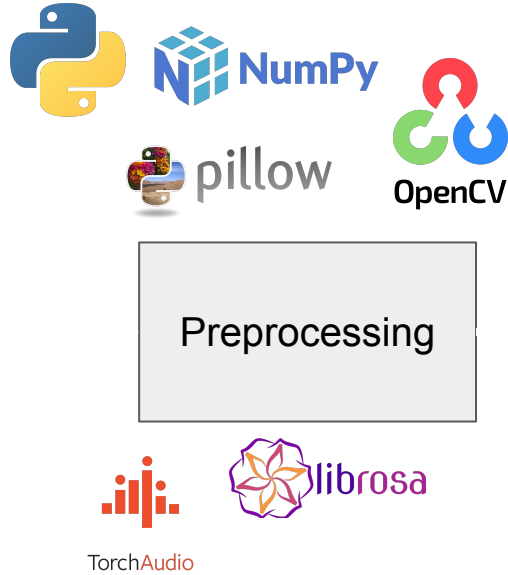 NumPy
pillow
OpenCV
Preprocessing
librosa
TorchAudio